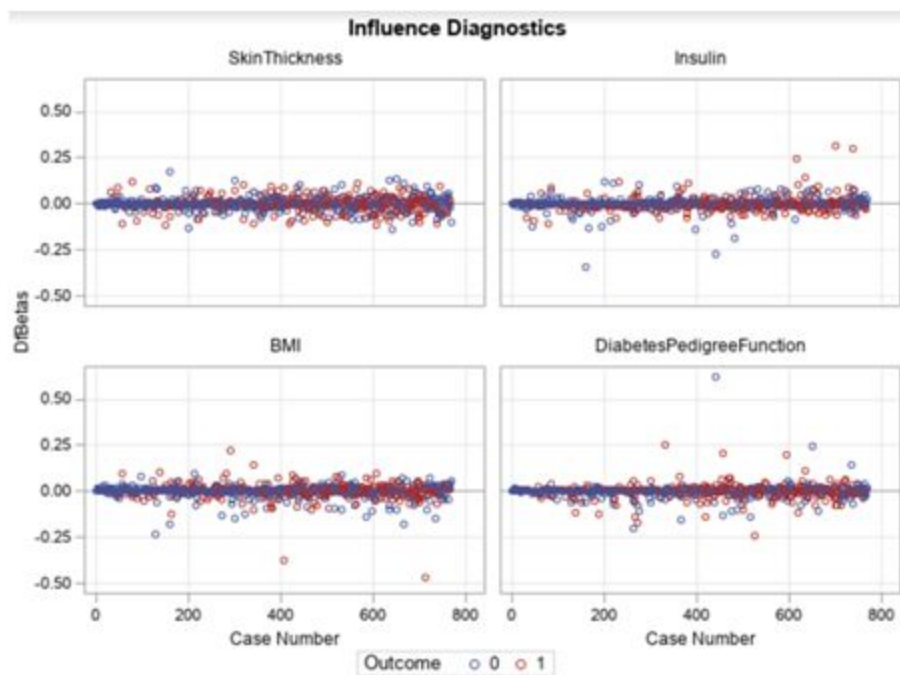 Influence Diagnostics
SkinThickness
Insulin
DfBetas
0.50
0.25
0.00
-0.25
-0.50
BMI
DiabetesPedigreeFunction
0.50
0.25
0.00
-0.25
-0.50
0 200 400 600 800
0 200 400 600 800
Case Number
Case Number
Outcome 0 1